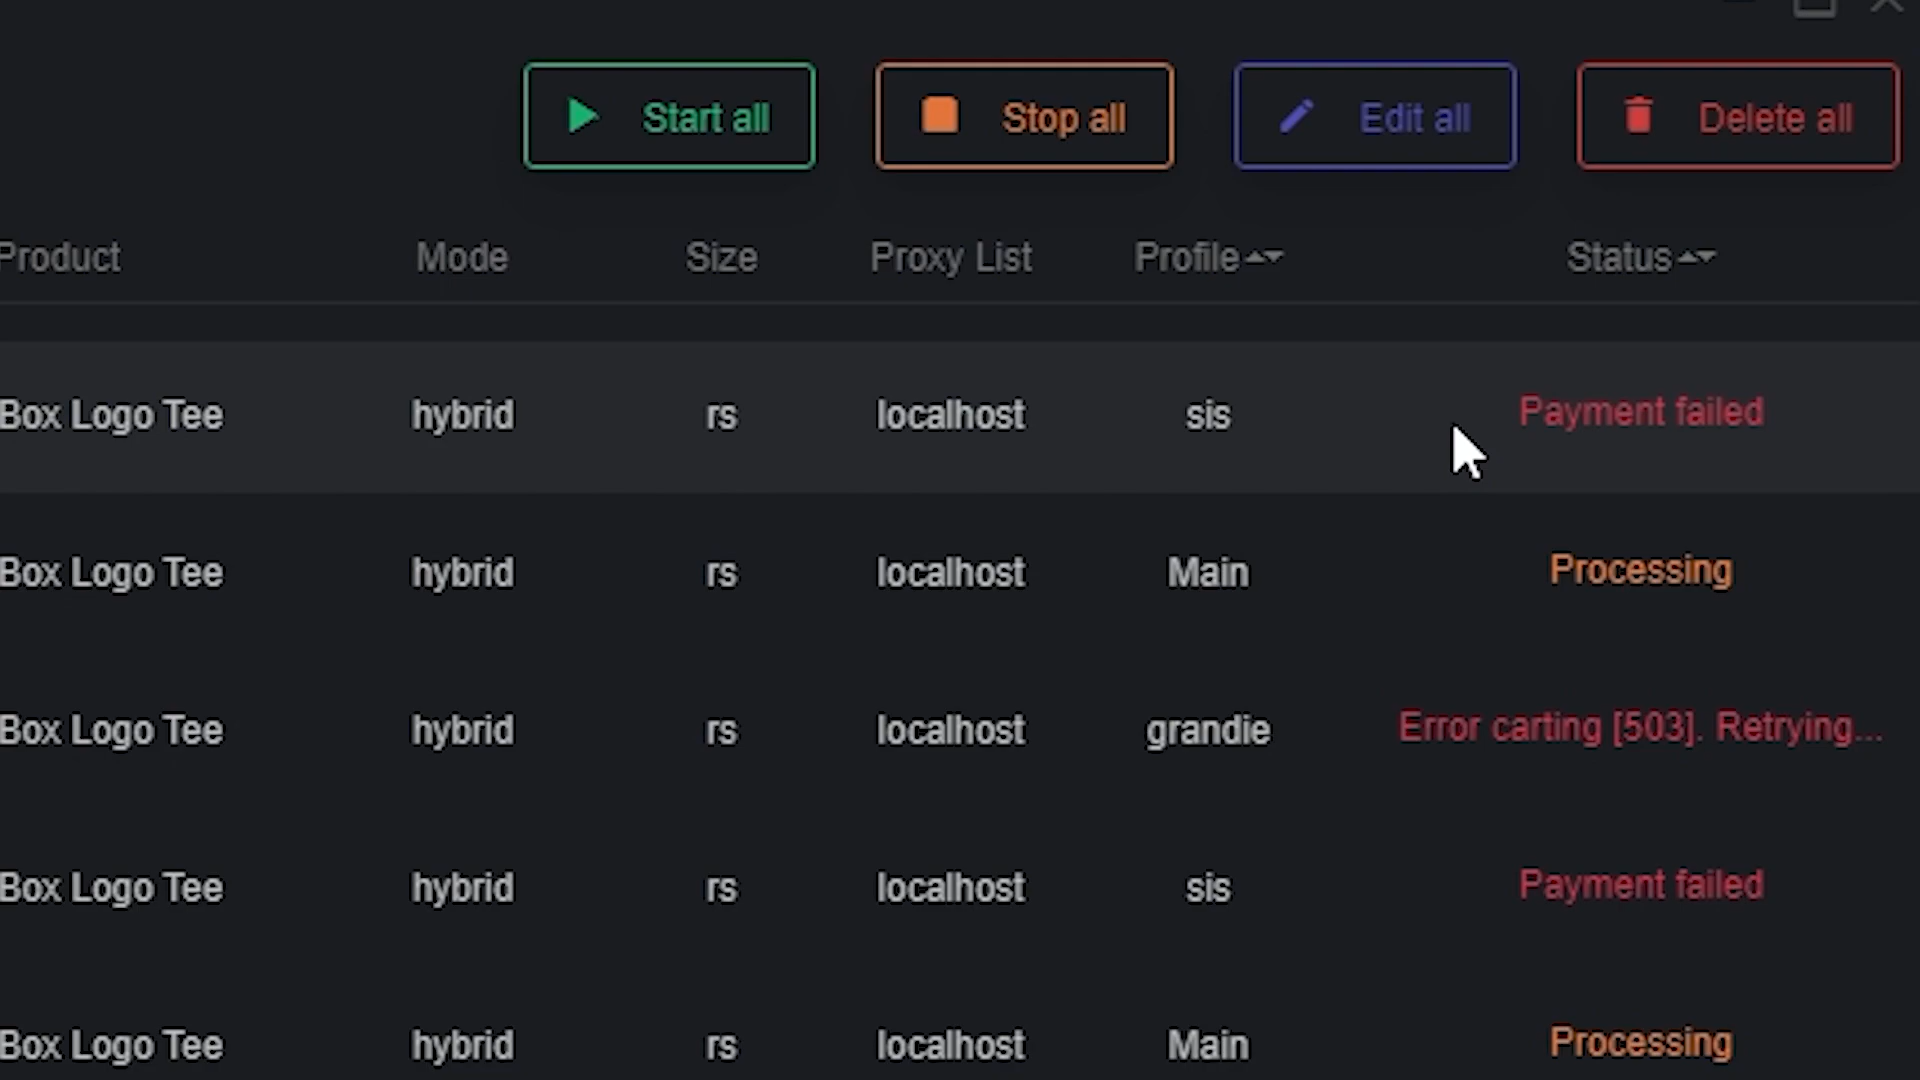 Start all Stop all Edit all Delete all
Product Mode Size Proxy List Profile Status
Box Logo Tee hybrid rs localhost sis Payment failed
Box Logo Tee hybrid rs localhost Main Processing
Box Logo Tee hybrid rs localhost grandie Error carting [503]. Retrying...
Box Logo Tee hybrid rs localhost sis Payment failed
Box Logo Tee hybrid rs localhost Main Processing